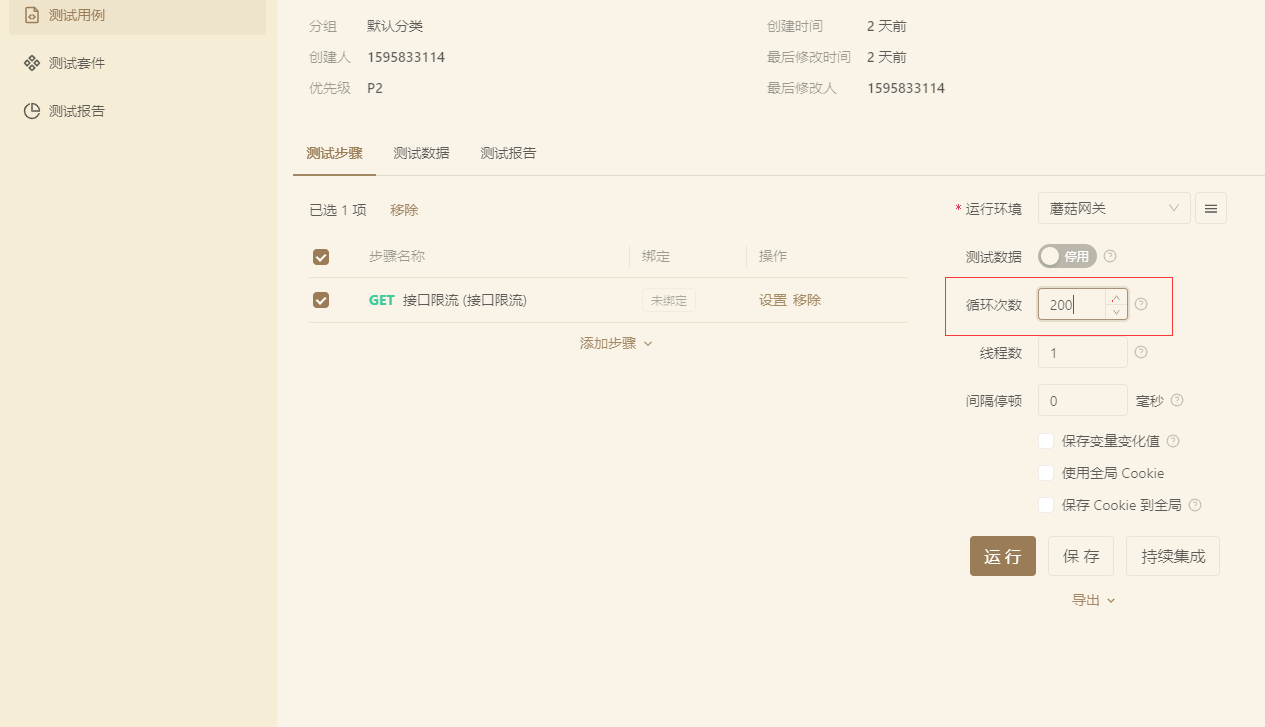 测试用例
测试套件
测试报告
分组 默认分类
创建时间 2 天前
创建人 1595833114
最后修改时间 2 天前
优先级 P2
最后修改人 1595833114
测试步骤 测试数据 测试报告
已选 1 项 移除
步骤名称 绑定 操作
GET 接口限流 (接口限流) 未绑定 设置 移除
添加步骤
* 运行环境 蘑菇网关
测试数据 停用
循环次数 200
线程数 1
间隔停顿 0 毫秒
保存变量变化值
使用全局 Cookie
保存 Cookie 到全局
运 行 保 存 持续集成
导出